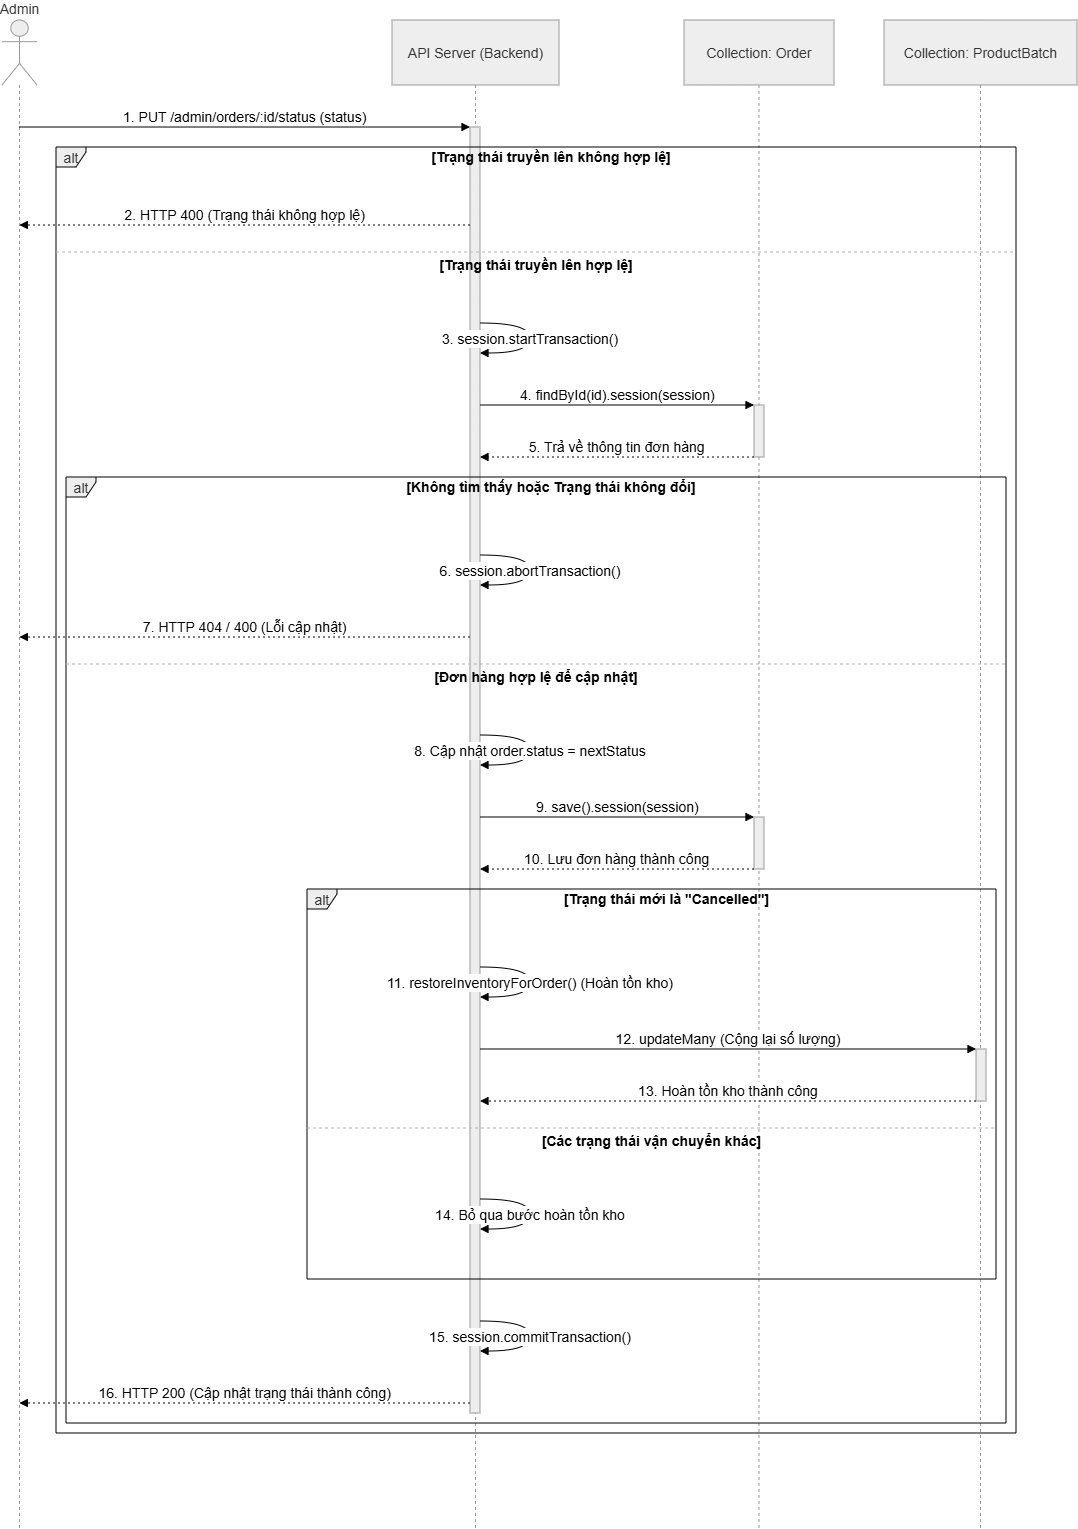 Admin
API Server (Backend)
Collection: Order
Collection: ProductBatch
1. PUT /admin/orders/:id/status (status)
alt
[Trạng thái truyền lên không hợp lệ]
2. HTTP 400 (Trạng thái không hợp lệ)
[Trạng thái truyền lên hợp lệ]
3. session.startTransaction()
4. findById(id).session(session)
5. Trả về thông tin đơn hàng
alt
[Không tìm thấy hoặc Trạng thái không đổi]
6. session.abortTransaction()
7. HTTP 404 / 400 (Lỗi cập nhật)
[Đơn hàng hợp lệ để cập nhật]
8. Cập nhật order.status = nextStatus
9. save().session(session)
10. Lưu đơn hàng thành công
alt
[Trạng thái mới là "Cancelled"]
11. restoreInventoryForOrder() (Hoàn tồn kho)
12. updateMany (Cộng lại số lượng)
13. Hoàn tồn kho thành công
[Các trạng thái vận chuyển khác]
14. Bỏ qua bước hoàn tồn kho
15. session.commitTransaction()
16. HTTP 200 (Cập nhật trạng thái thành công)